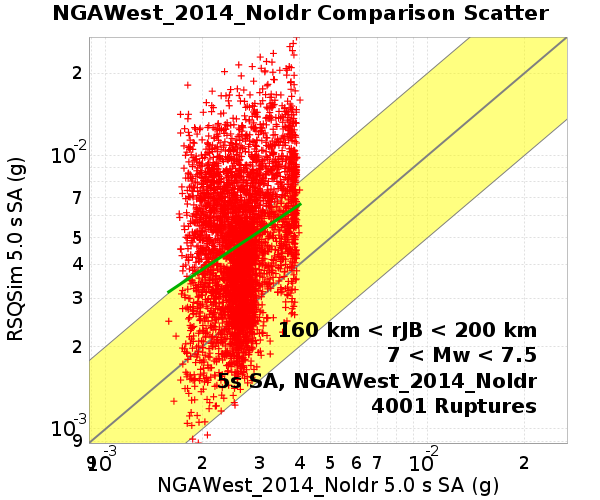 NGAWest_2014_NoIdr Comparison Scatter
RSQSim 5.0 s SA (g)
2
10-2
7
5
4
3
2
10-3
9
160 km < rJB < 200 km
7 < Mw < 7.5
5s SA, NGAWest_2014_NoIdr
4001 Ruptures
9 10-3 2 3 4 5 6 7 10-2 2
NGAWest_2014_NoIdr 5.0 s SA (g)